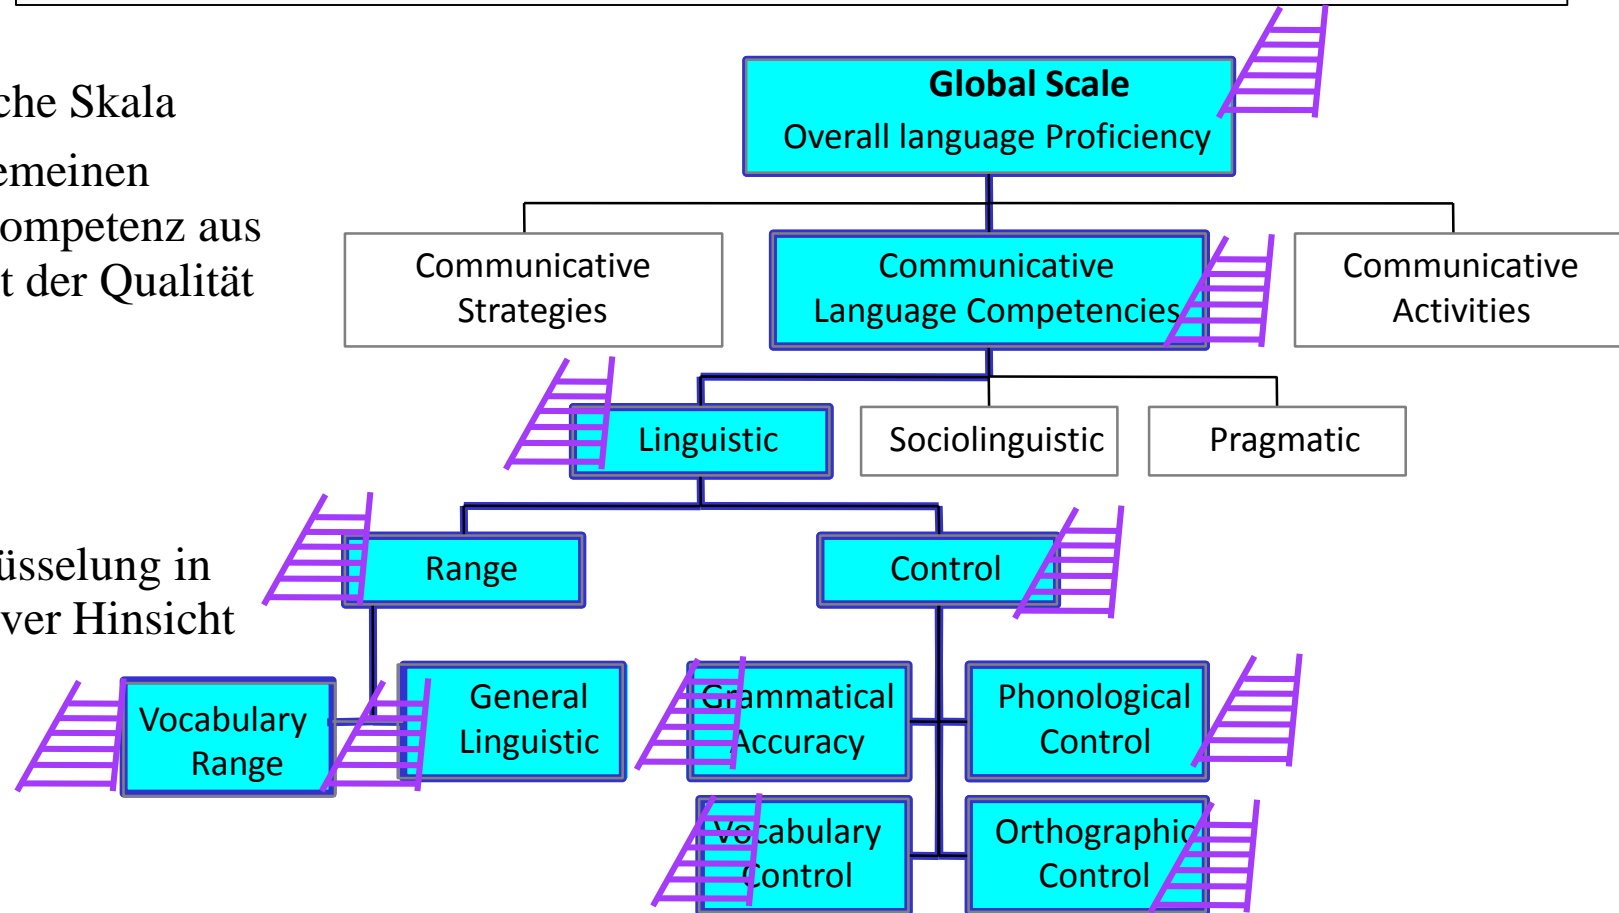 che Skala
emeinen
ompetenz aus
t der Qualität
üsselung in
ver Hinsicht
Global Scale
Overall language Proficiency
Communicative
Strategies
Communicative
Language Competencies
Communicative
Activities
Linguistic
Sociolinguistic
Pragmatic
Range
Control
Vocabulary
Range
General
Linguistic
Grammatical
Accuracy
Phonological
Control
Vocabulary
Control
Orthographic
Control